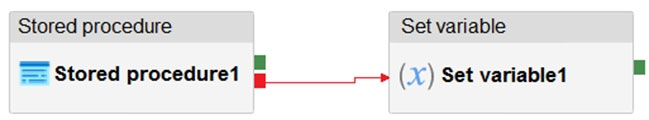 Stored procedure
Stored procedure1
Set variable
(x) Set variable1